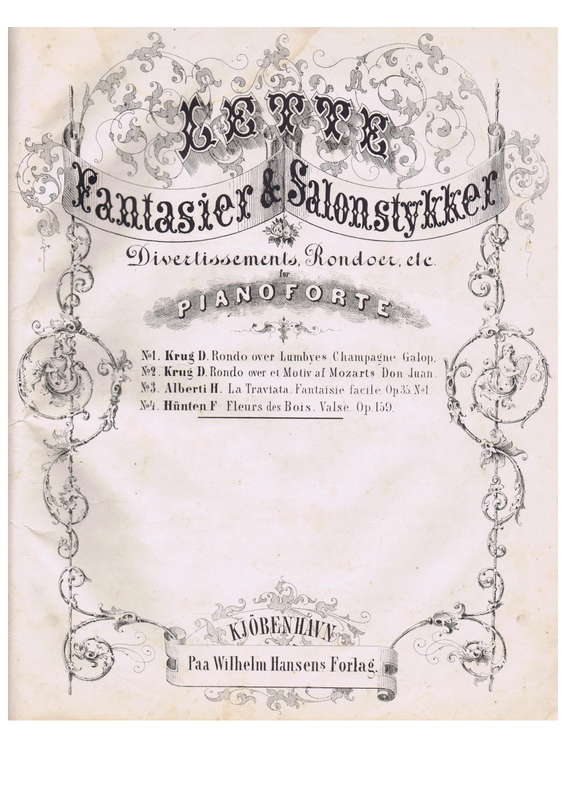 LETTE
Fantasier & Salonstykker
Divertissements, Rondoer, etc.
for
PIANOFORTE
No1. Krug D. Rondo over Lumbyes Champagne Galop.
No2. Krug D. Rondo over et Motiv af Mozarts Don Juan.
No3. Alberti H. La Traviata. Fantaisie facile Op.35 No1.
No4. Hünten F Fleurs des Bois. Valse. Op.159.
KJÖBENHAVN
Paa Wilhelm Hansens Forlag.